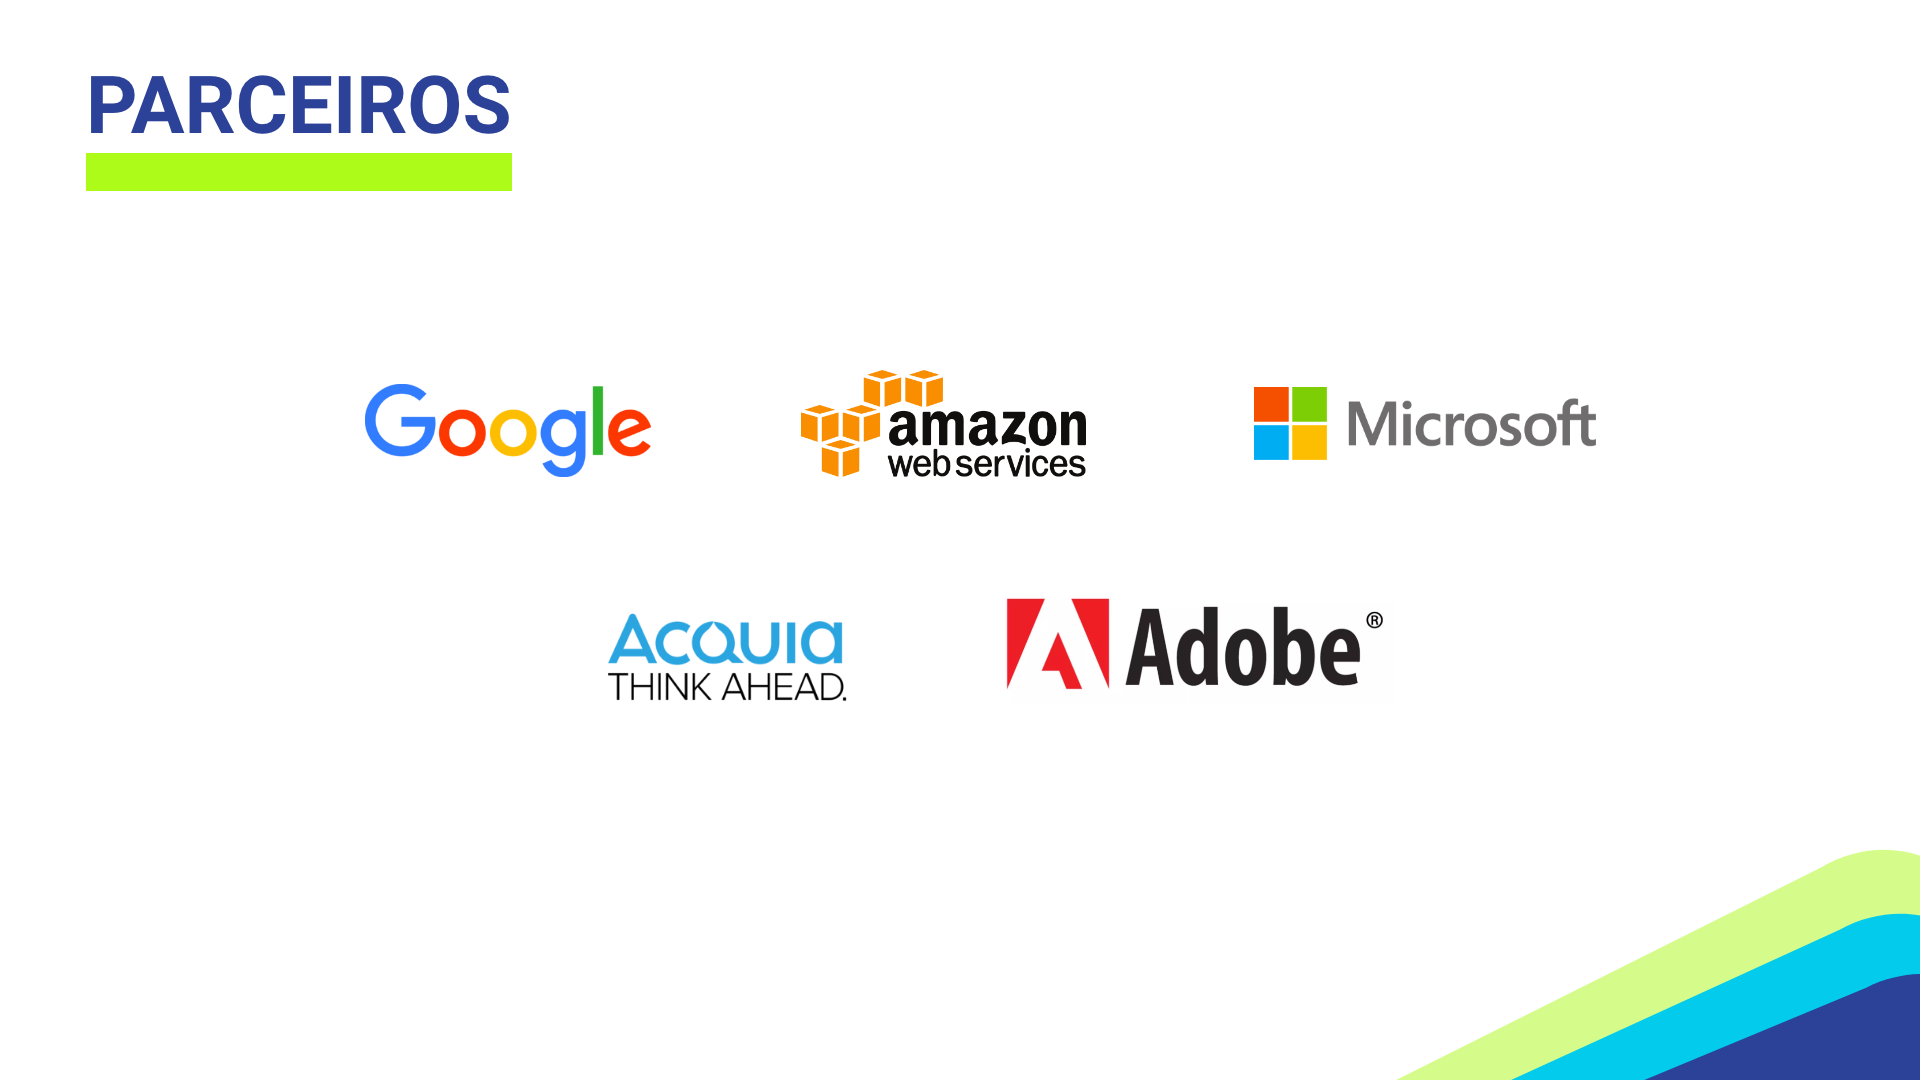 PARCEIROS
Google
amazon
web services
Microsoft
ACQUIA
THINK AHEAD.
Adobe®